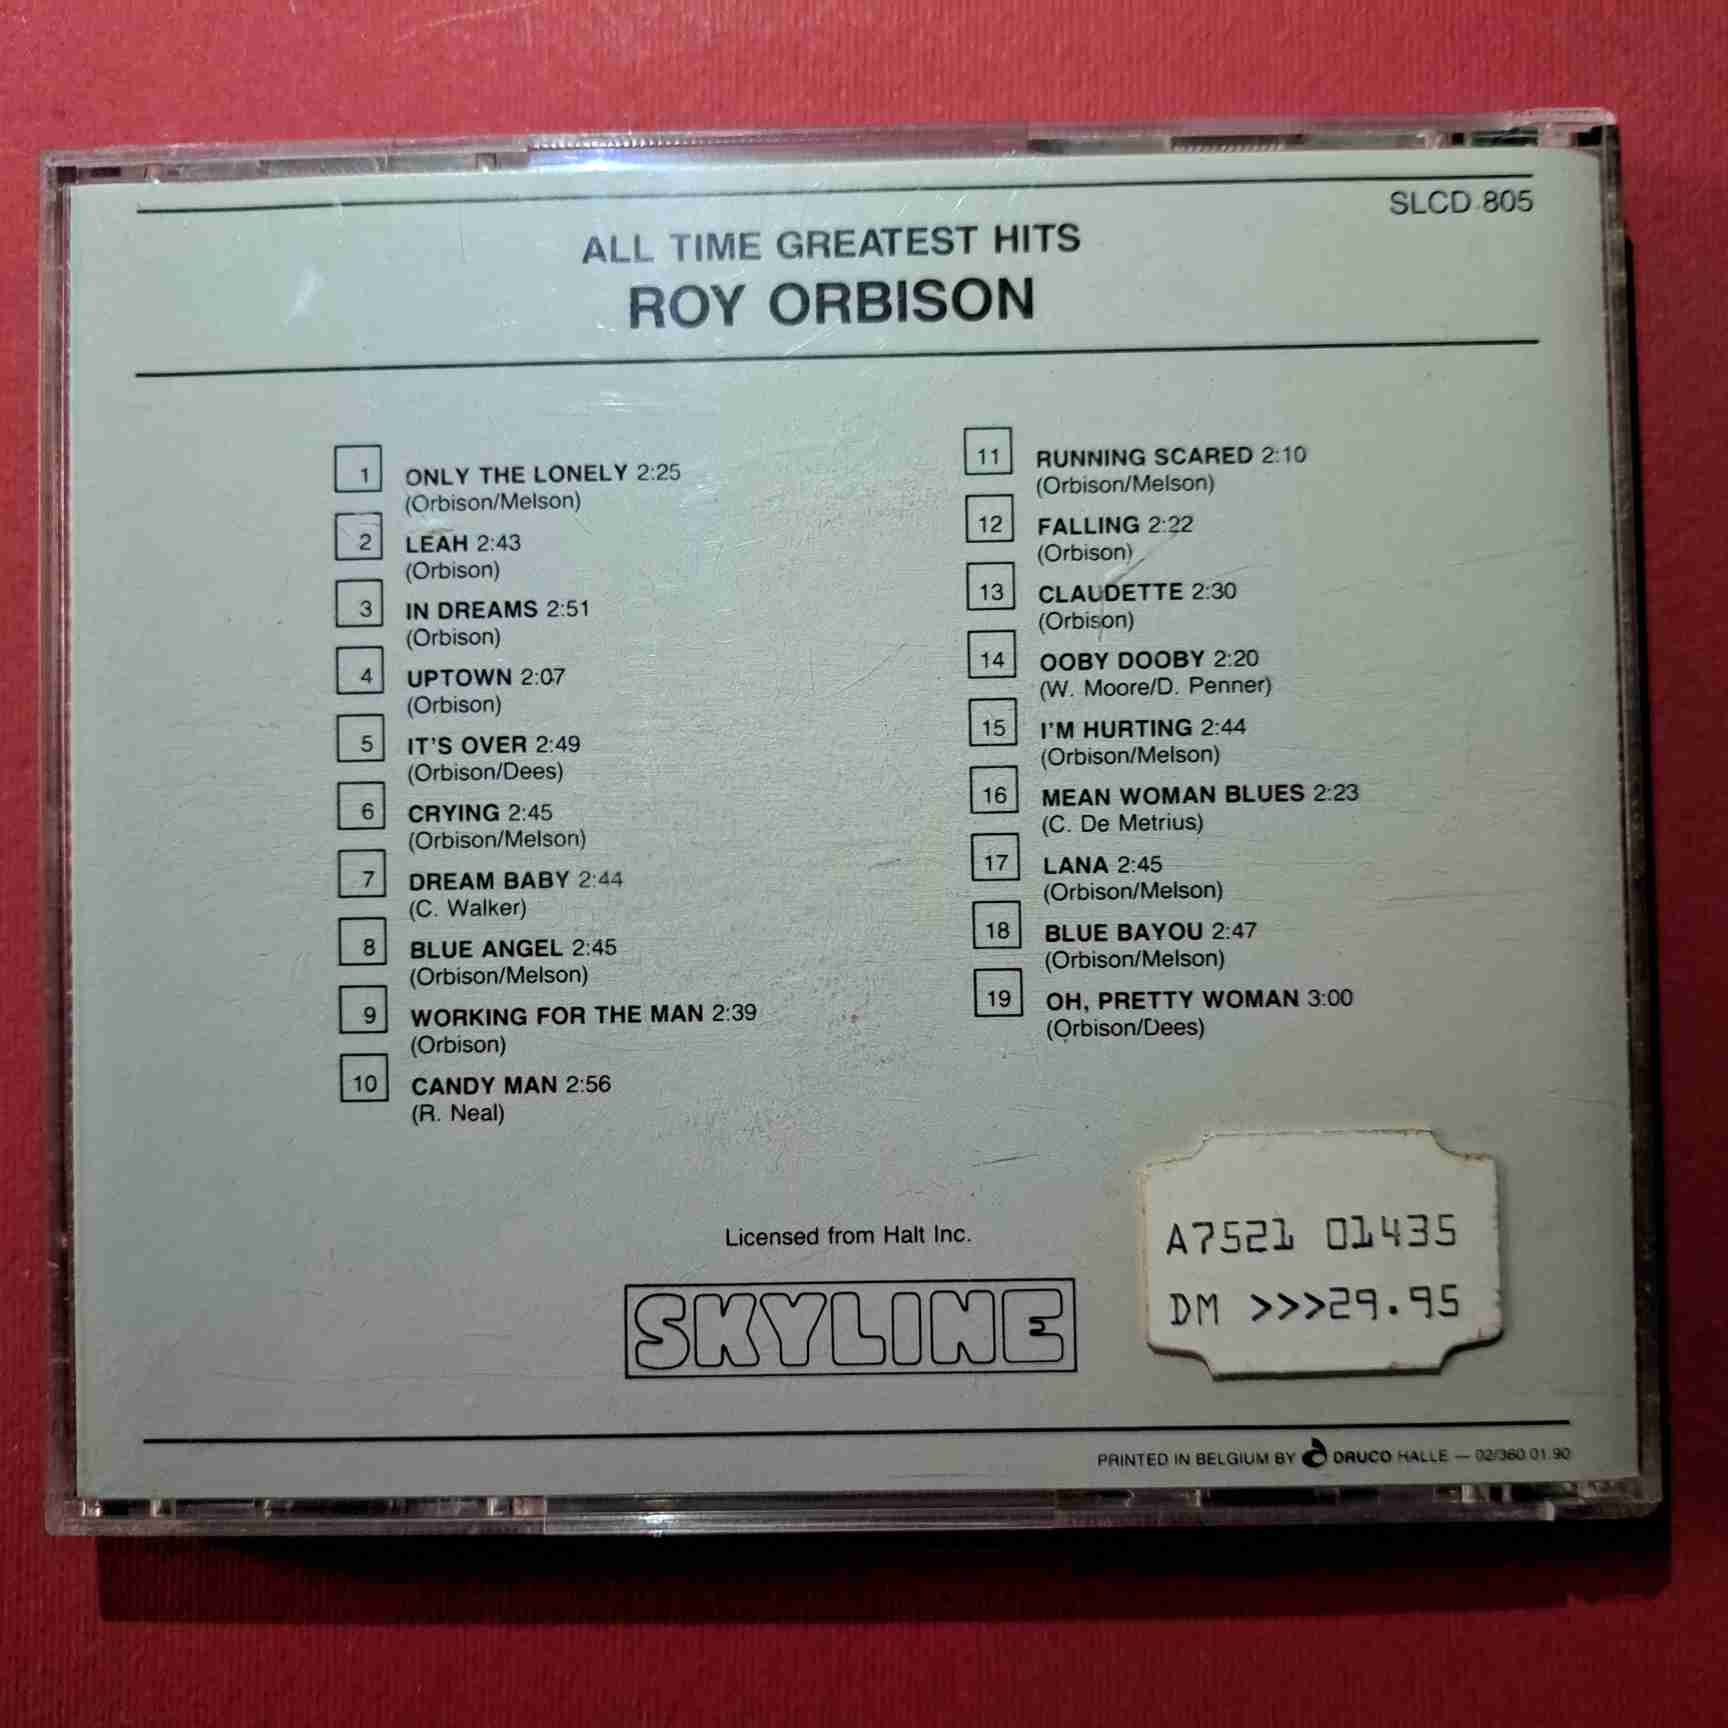 SLCD 805
ALL TIME GREATEST HITS
ROY ORBISON
1 ONLY THE LONELY 2:25
(Orbison/Melson)
2 LEAH 2:43
(Orbison)
3 IN DREAMS 2:51
(Orbison)
4 UPTOWN 2:07
(Orbison)
5 IT'S OVER 2:49
(Orbison/Dees)
6 CRYING 2:45
(Orbison/Melson)
7 DREAM BABY 2:44
(C. Walker)
8 BLUE ANGEL 2:45
(Orbison/Melson)
9 WORKING FOR THE MAN 2:39
(Orbison)
10 CANDY MAN 2:56
(R. Neal)
11 RUNNING SCARED 2:10
(Orbison/Melson)
12 FALLING 2:22
(Orbison)
13 CLAUDETTE 2:30
(Orbison)
14 OOBY DOOBY 2:20
(W. Moore/D. Penner)
15 I'M HURTING 2:44
(Orbison/Melson)
16 MEAN WOMAN BLUES 2:23
(C. De Metrius)
17 LANA 2:45
(Orbison/Melson)
18 BLUE BAYOU 2:47
(Orbison/Melson)
19 OH, PRETTY WOMAN 3:00
(Orbison/Dees)
Licensed from Halt Inc.
SKYLINE
A7521 01435
DM >>>29.95
PRINTED IN BELGIUM BY DRUCO HALLE — 02/360.01.90